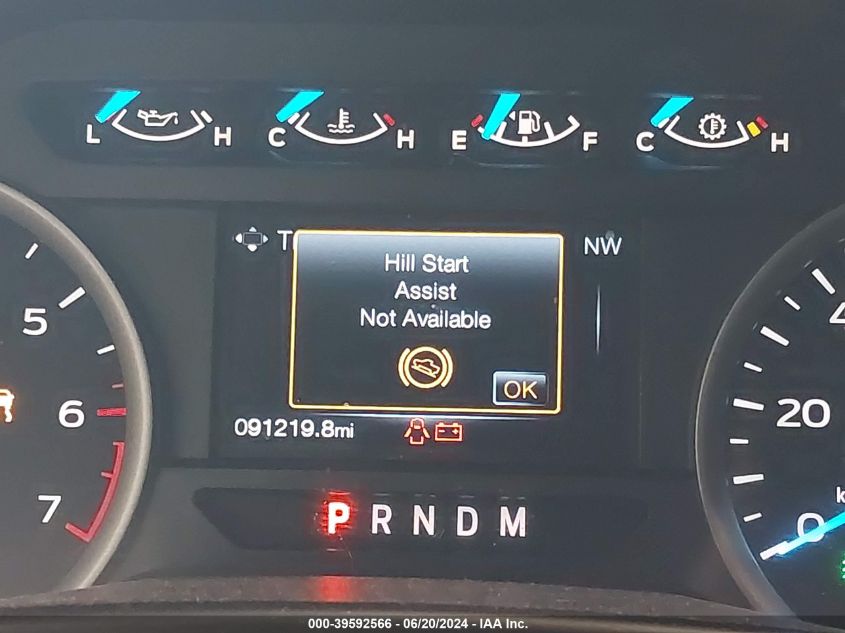 L H C H E F C H
T
NW
Hill Start
Assist
Not Available
OK
091219.8mi
5
6
7
4
20
0
k
P R N D M
000-39592566 - 06/20/2024 - IAA Inc.